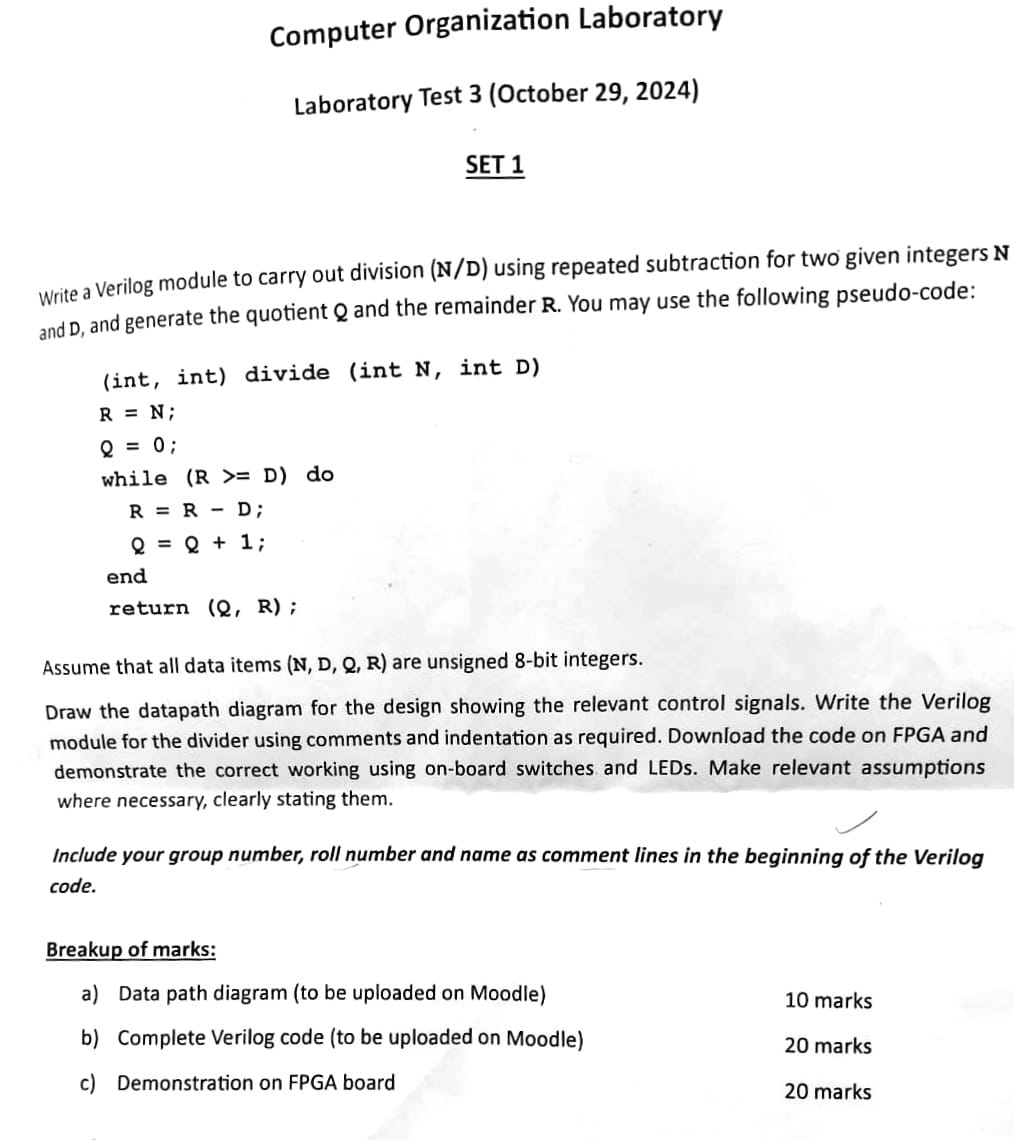 Computer Organization Laboratory
Laboratory Test 3 (October 29, 2024)
SET 1
Write a Verilog module to carry out division (N/D) using repeated subtraction for two given integers N
and D, and generate the quotient Q and the remainder R. You may use the following pseudo-code:
(int, int) divide (int N, int D)
R = N;
Q = 0;
while (R >= D) do
R = R - D;
Q = Q + 1;
end
return (Q, R);
Assume that all data items (N, D, Q, R) are unsigned 8-bit integers.
Draw the datapath diagram for the design showing the relevant control signals. Write the Verilog
module for the divider using comments and indentation as required. Download the code on FPGA and
demonstrate the correct working using on-board switches and LEDs. Make relevant assumptions
where necessary, clearly stating them.
Include your group number, roll number and name as comment lines in the beginning of the Verilog
code.
Breakup of marks:
a) Data path diagram (to be uploaded on Moodle) 10 marks
b) Complete Verilog code (to be uploaded on Moodle) 20 marks
c) Demonstration on FPGA board 20 marks